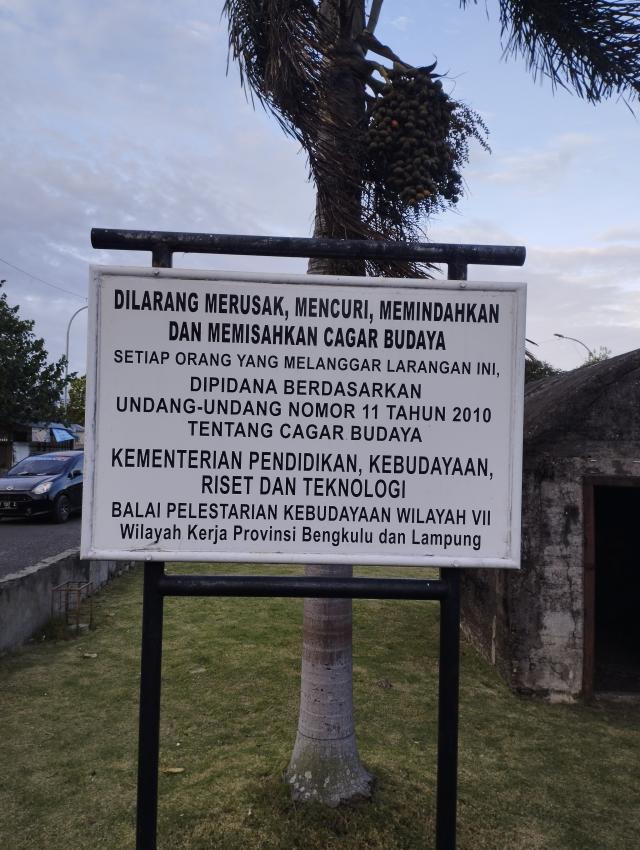 DILARANG MERUSAK, MENCURI, MEMINDAHKAN
DAN MEMISAHKAN CAGAR BUDAYA
SETIAP ORANG YANG MELANGGAR LARANGAN INI,
DIPIDANA BERDASARKAN
UNDANG-UNDANG NOMOR 11 TAHUN 2010
TENTANG CAGAR BUDAYA
KEMENTERIAN PENDIDIKAN, KEBUDAYAAN,
RISET DAN TEKNOLOGI
BALAI PELESTARIAN KEBUDAYAAN WILAYAH VII
Wilayah Kerja Provinsi Bengkulu dan Lampung